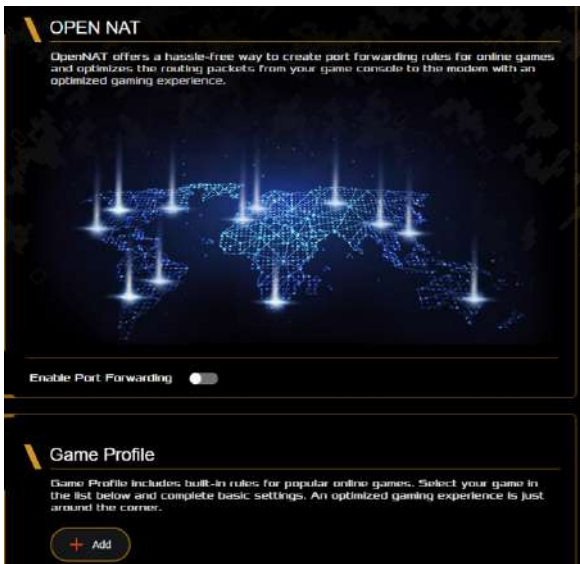 OPEN NAT
OpenNAT offers a hassle-free way to create port forwarding rules for online games
and optimizes the routing packets from your game console to the modem with an
optimized gaming experience.
Enable Port Forwarding
Game Profile
Game Profile includes built-in rules for popular online games. Select your game in
the list below and complete basic settings. An optimized gaming experience is just
around the corner.
+ Add